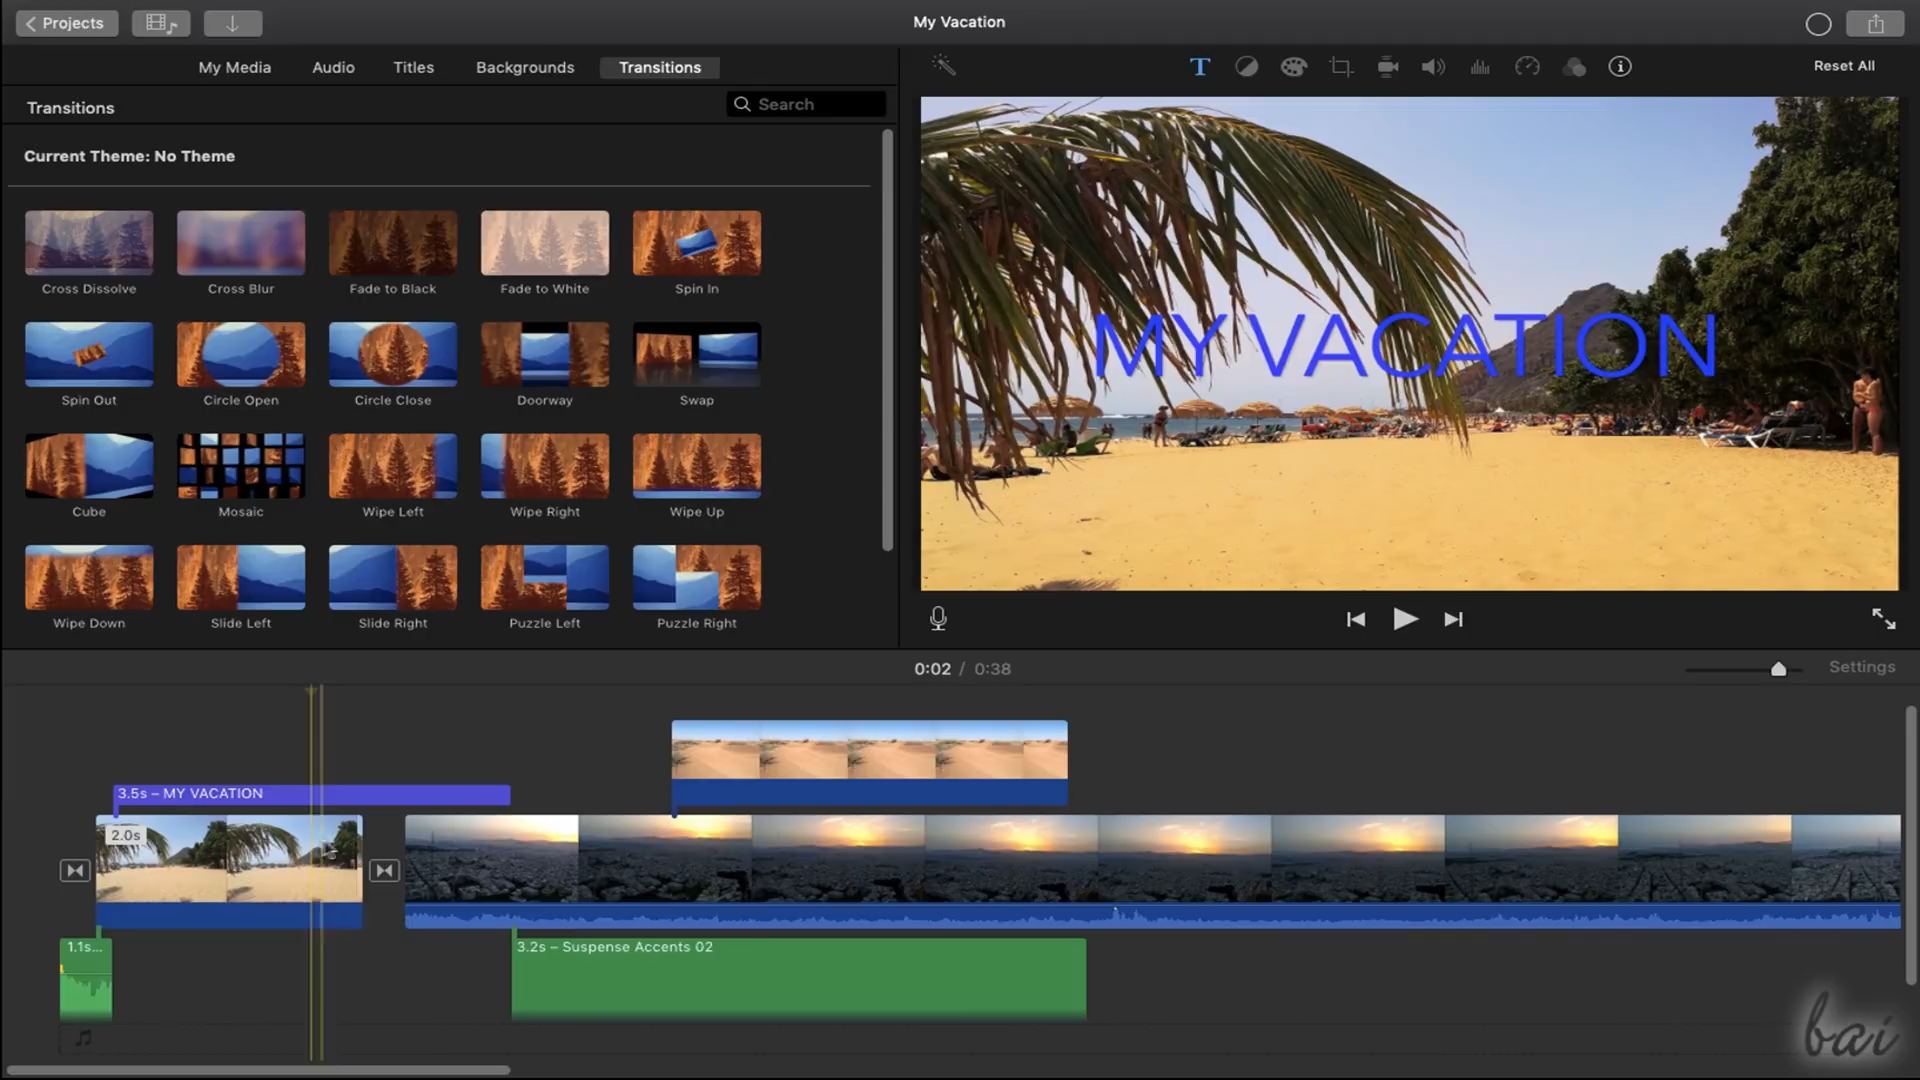 Projects
My Vacation
My Media Audio Titles Backgrounds Transitions
Reset All
Transitions
Search
Current Theme: No Theme
Cross Dissolve Cross Blur Fade to Black Fade to White Spin In
Spin Out Circle Open Circle Close Doorway Swap
Cube Mosaic Wipe Left Wipe Right Wipe Up
Wipe Down Slide Left Slide Right Puzzle Left Puzzle Right
MY VACATION
0:02 / 0:38
Settings
3.5s – MY VACATION
2.0s
1.1s...
3.2s – Suspense Accents 02
bai